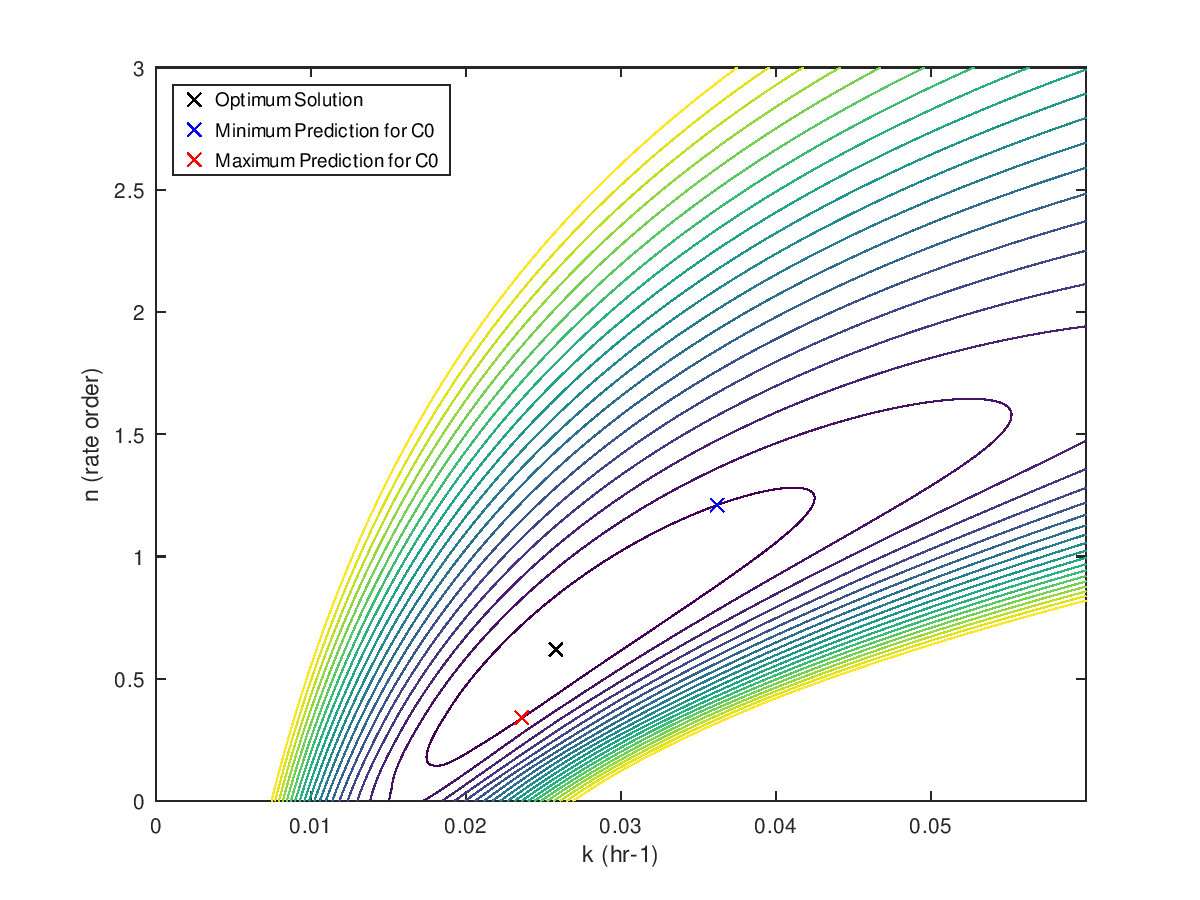 3
2.5
2
1.5
1
0.5
0
n (rate order)
Optimum Solution
Minimum Prediction for C0
Maximum Prediction for C0
0 0.01 0.02 0.03 0.04 0.05
k (hr-1)